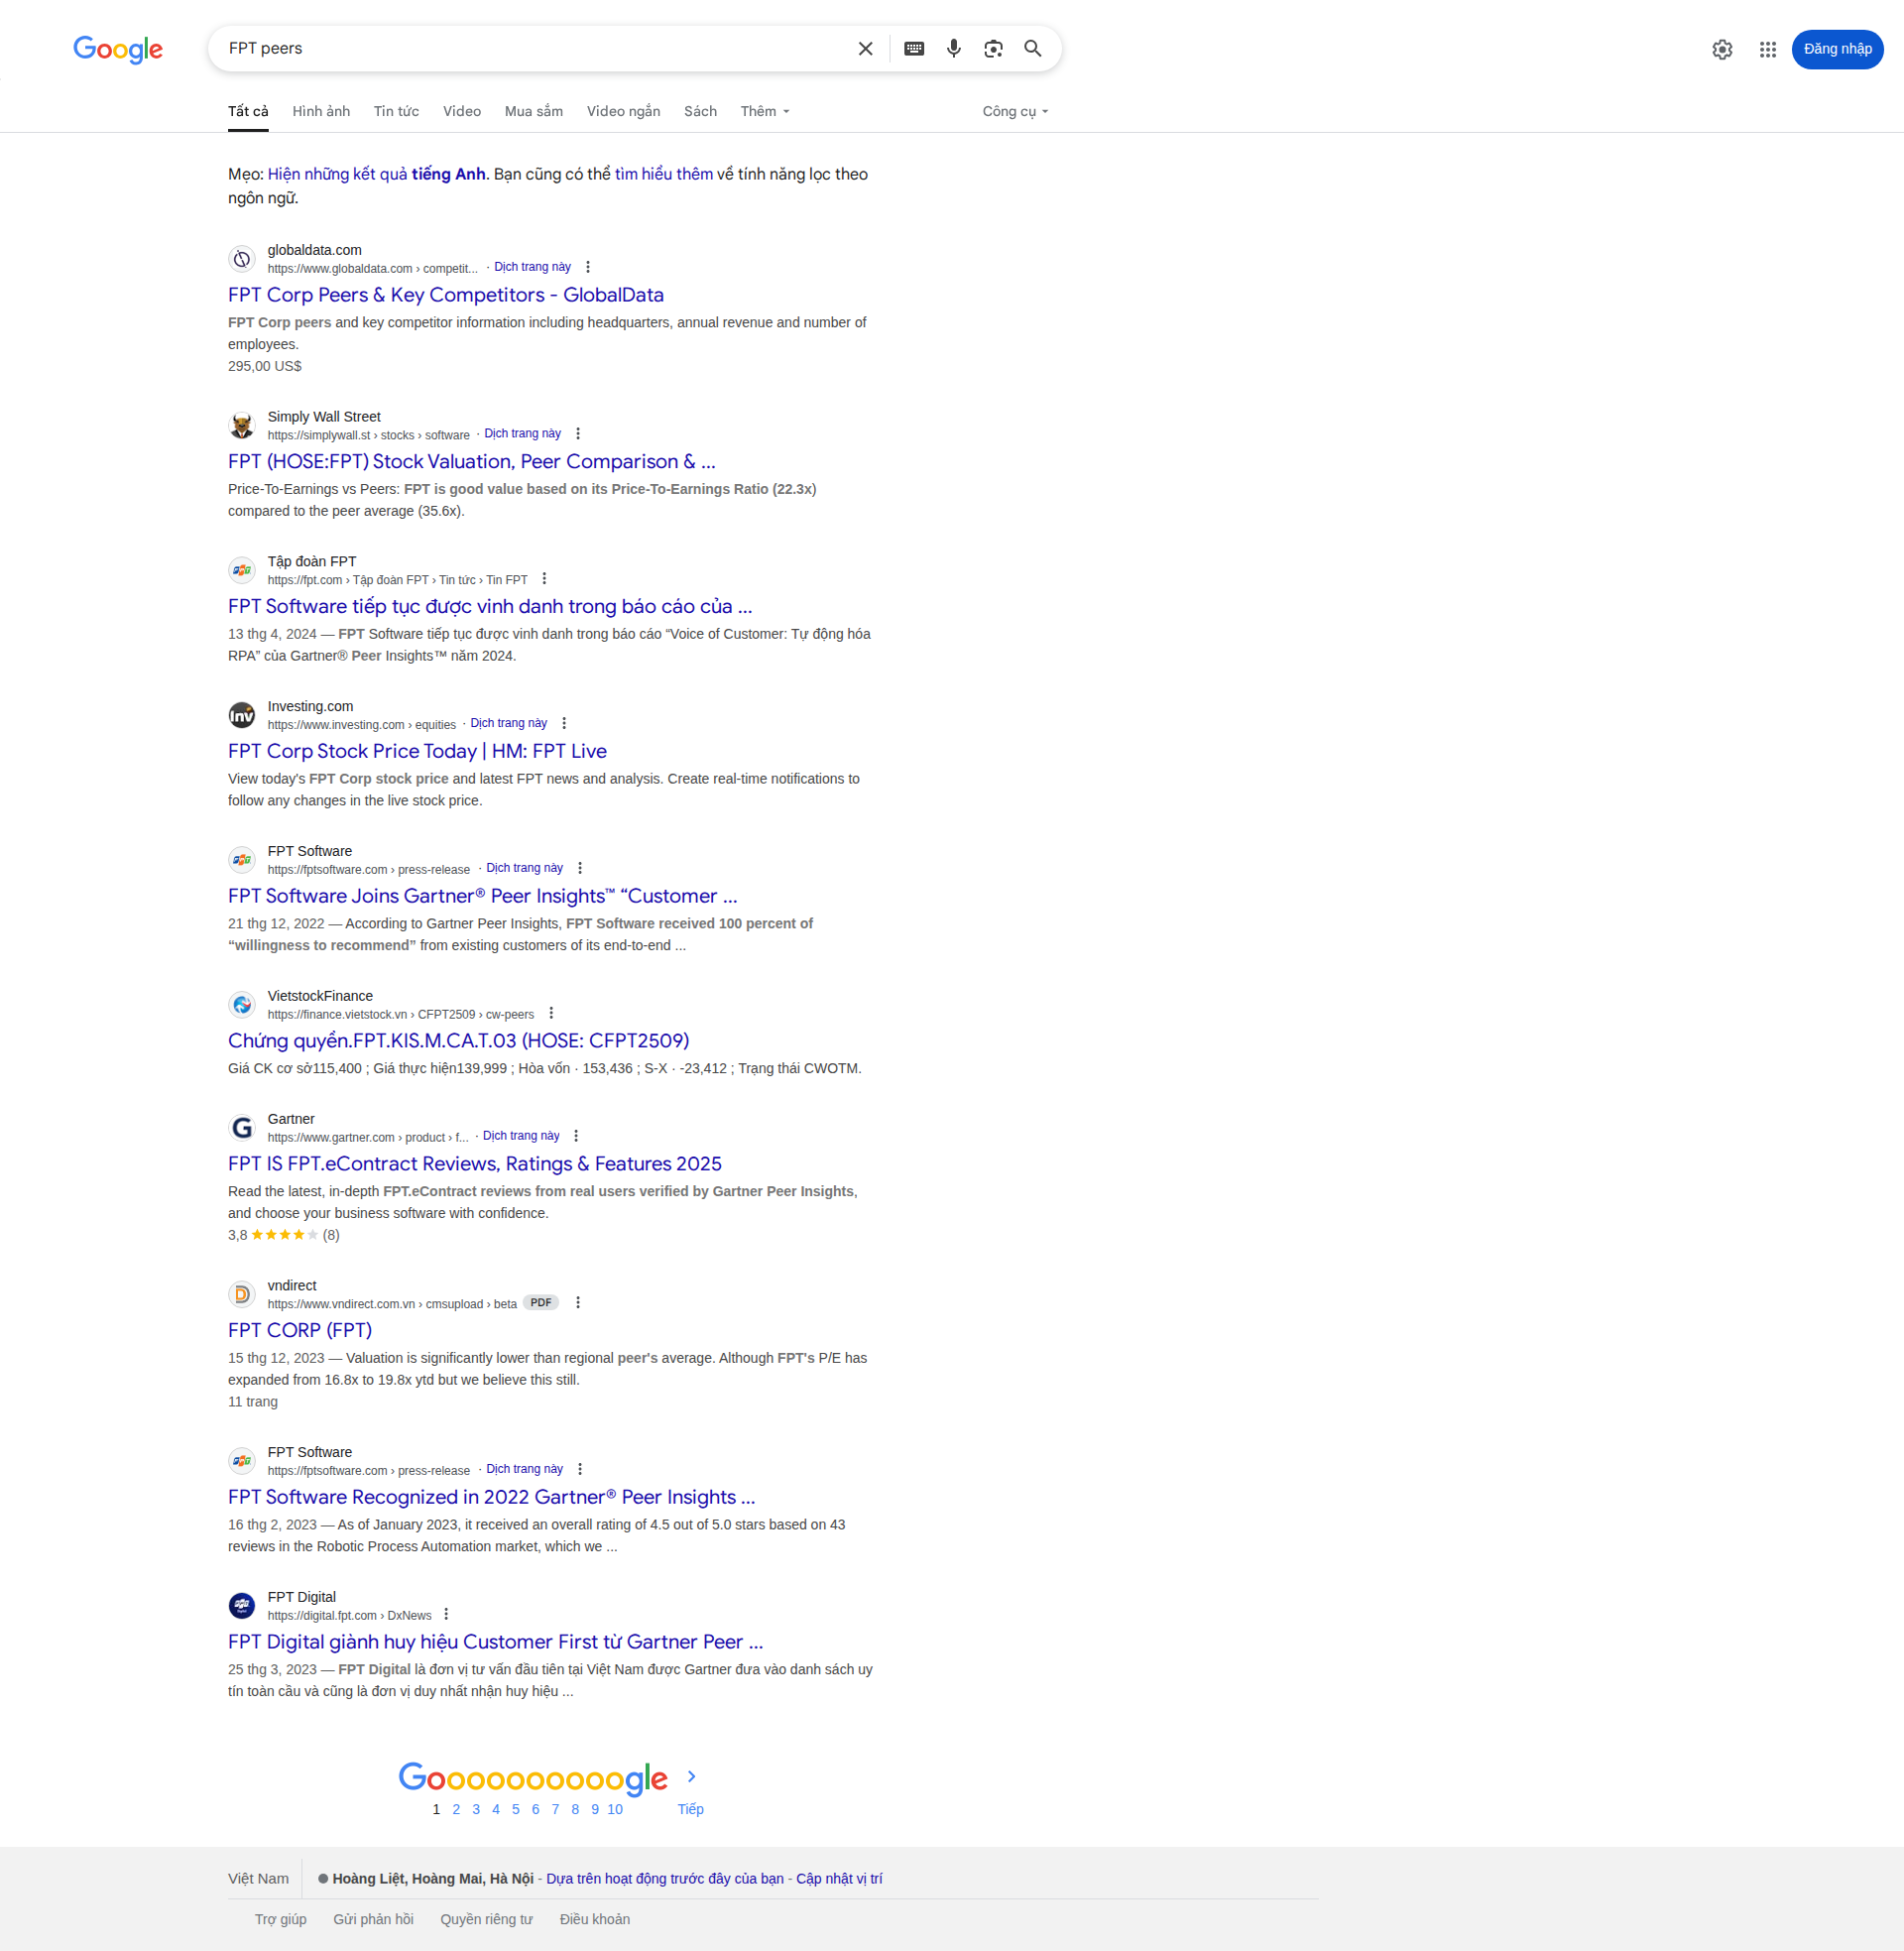 Google
FPT peers
Đăng nhập
Tất cả Hình ảnh Tin tức Video Mua sắm Video ngắn Sách Thêm Công cụ
Mẹo: Hiện những kết quả tiếng Anh. Bạn cũng có thể tìm hiểu thêm về tính năng lọc theo
ngôn ngữ.
globaldata.com
https://www.globaldata.com › competit... · Dịch trang này
FPT Corp Peers & Key Competitors - GlobalData
FPT Corp peers and key competitor information including headquarters, annual revenue and number of
employees.
295,00 US$
Simply Wall Street
https://simplywall.st › stocks › software · Dịch trang này
FPT (HOSE:FPT) Stock Valuation, Peer Comparison & ...
Price-To-Earnings vs Peers: FPT is good value based on its Price-To-Earnings Ratio (22.3x)
compared to the peer average (35.6x).
FPT
Tập đoàn FPT
https://fpt.com › Tập đoàn FPT › Tin tức › Tin FPT
FPT Software tiếp tục được vinh danh trong báo cáo của ...
13 thg 4, 2024 — FPT Software tiếp tục được vinh danh trong báo cáo “Voice of Customer: Tự động hóa
RPA” của Gartner® Peer Insights™ năm 2024.
Inv
Investing.com
https://www.investing.com › equities · Dịch trang này
FPT Corp Stock Price Today | HM: FPT Live
View today's FPT Corp stock price and latest FPT news and analysis. Create real-time notifications to
follow any changes in the live stock price.
FPT
FPT Software
https://fptsoftware.com › press-release · Dịch trang này
FPT Software Joins Gartner® Peer Insights™ “Customer ...
21 thg 12, 2022 — According to Gartner Peer Insights, FPT Software received 100 percent of
“willingness to recommend” from existing customers of its end-to-end ...
VietstockFinance
https://finance.vietstock.vn › CFPT2509 › cw-peers
Chứng quyền.FPT.KIS.M.CA.T.03 (HOSE: CFPT2509)
Giá CK cơ sở115,400 ; Giá thực hiện139,999 ; Hòa vốn · 153,436 ; S-X · -23,412 ; Trạng thái CWOTM.
G
Gartner
https://www.gartner.com › product › f... · Dịch trang này
FPT IS FPT.eContract Reviews, Ratings & Features 2025
Read the latest, in-depth FPT.eContract reviews from real users verified by Gartner Peer Insights,
and choose your business software with confidence.
3,8 (8)
D
vndirect
https://www.vndirect.com.vn › cmsupload › beta PDF
FPT CORP (FPT)
15 thg 12, 2023 — Valuation is significantly lower than regional peer's average. Although FPT's P/E has
expanded from 16.8x to 19.8x ytd but we believe this still.
11 trang
FPT
FPT Software
https://fptsoftware.com › press-release · Dịch trang này
FPT Software Recognized in 2022 Gartner® Peer Insights ...
16 thg 2, 2023 — As of January 2023, it received an overall rating of 4.5 out of 5.0 stars based on 43
reviews in the Robotic Process Automation market, which we ...
FPT
FPT Digital
https://digital.fpt.com › DxNews
FPT Digital giành huy hiệu Customer First từ Gartner Peer ...
25 thg 3, 2023 — FPT Digital là đơn vị tư vấn đầu tiên tại Việt Nam được Gartner đưa vào danh sách uy
tín toàn cầu và cũng là đơn vị duy nhất nhận huy hiệu ...
Goooooooooogle
1 2 3 4 5 6 7 8 9 10 Tiếp
Việt Nam Hoàng Liệt, Hoàng Mai, Hà Nội - Dựa trên hoạt động trước đây của bạn - Cập nhật vị trí
Trợ giúp Gửi phản hồi Quyền riêng tư Điều khoản